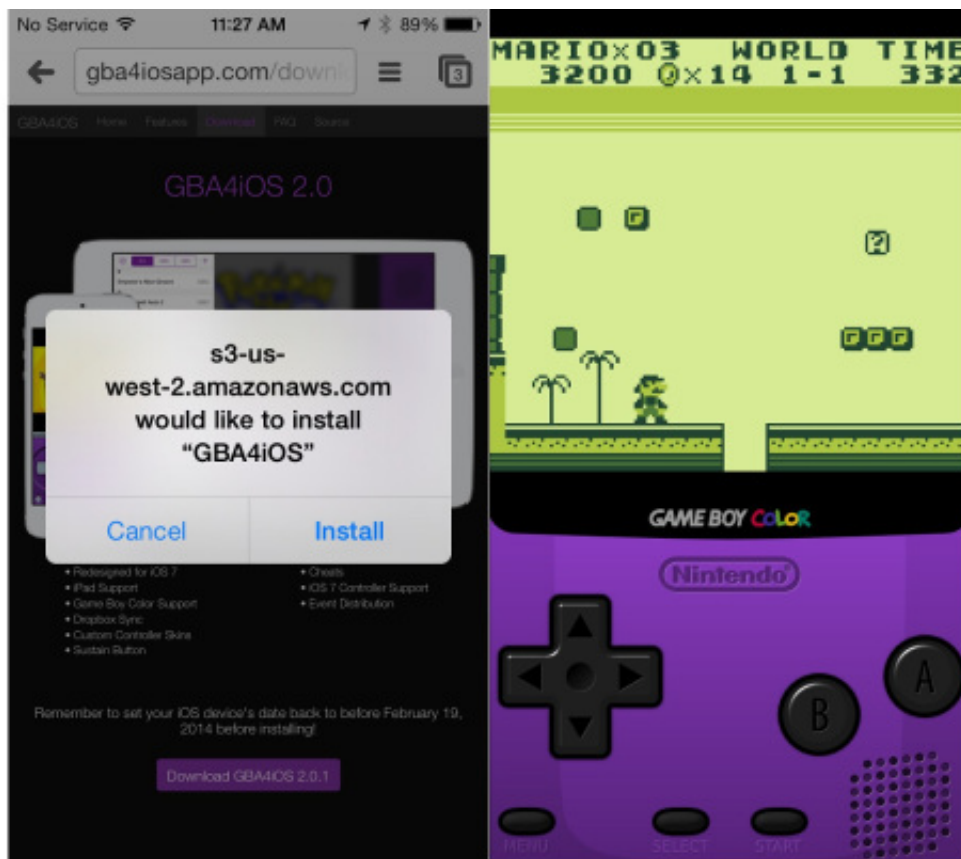 No Service 11:27 AM 89%
gba4iosapp.com/downl 3
GBA4iOS Home Features Download FAQ Source
GBA4iOS 2.0
s3-us-
west-2.amazonaws.com
would like to install
“GBA4iOS”
Cancel Install
• Redesigned for iOS 7
• iPad Support
• Game Boy Color Support
• Dropbox Sync
• Custom Controller Skins
• Sustain Button
• Cheats
• iOS 7 Controller Support
• Event Distribution
Remember to set your iOS device's date back to before February 19,
2014 before installing!
Download GBA4iOS 2.0.1
MARIO×03 WORLD TIME
3200 ×14 1-1 332
?
GAME BOY COLOR
Nintendo
A
B
MENU SELECT START